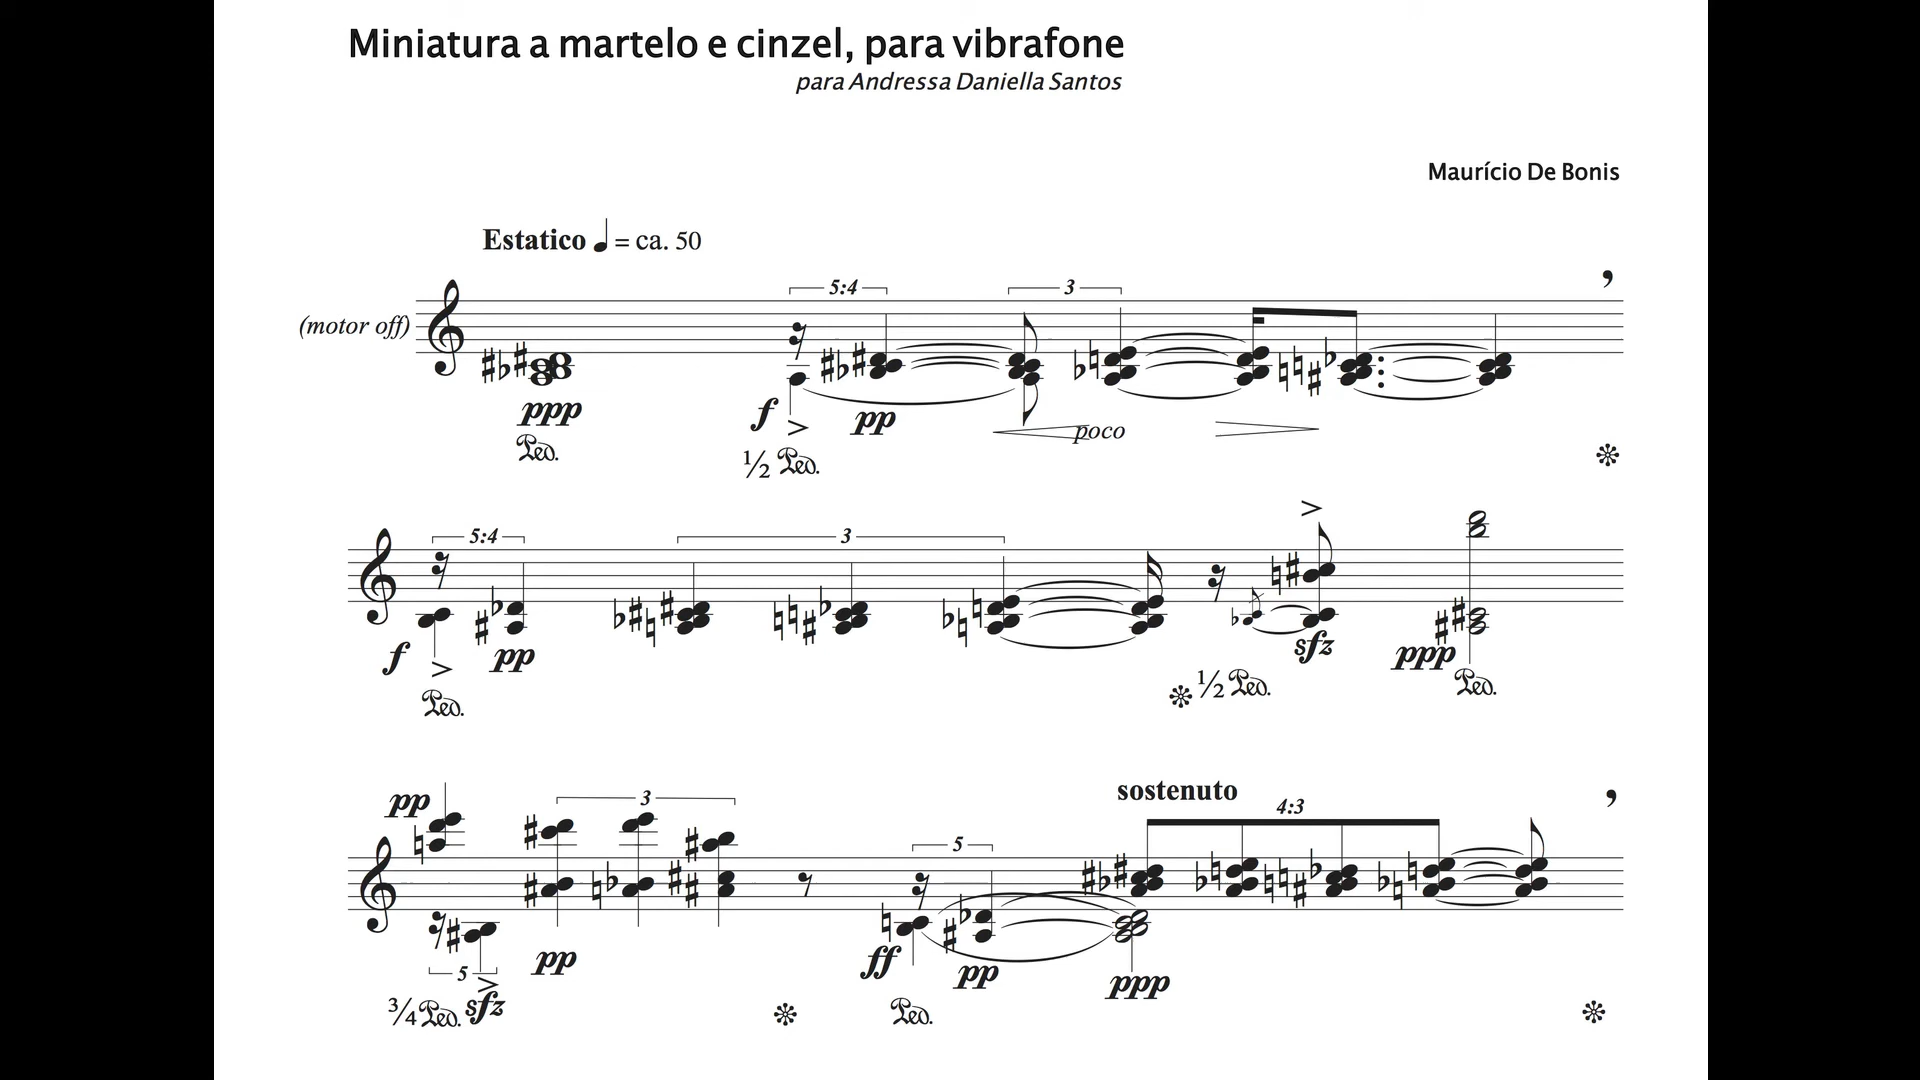 Miniatura a martelo e cinzel, para vibrafone
para Andressa Daniella Santos
Maurício De Bonis
Estatico ♩ = ca. 50
5:4 3
(motor off)
ppp f pp poco
Ped. ½ Ped.
5:4 3
f pp sfz ppp
Ped. ½ Ped. Ped.
sostenuto
pp 3 4:3
5
5 pp ff pp ppp
¾ Ped. sfz Ped.